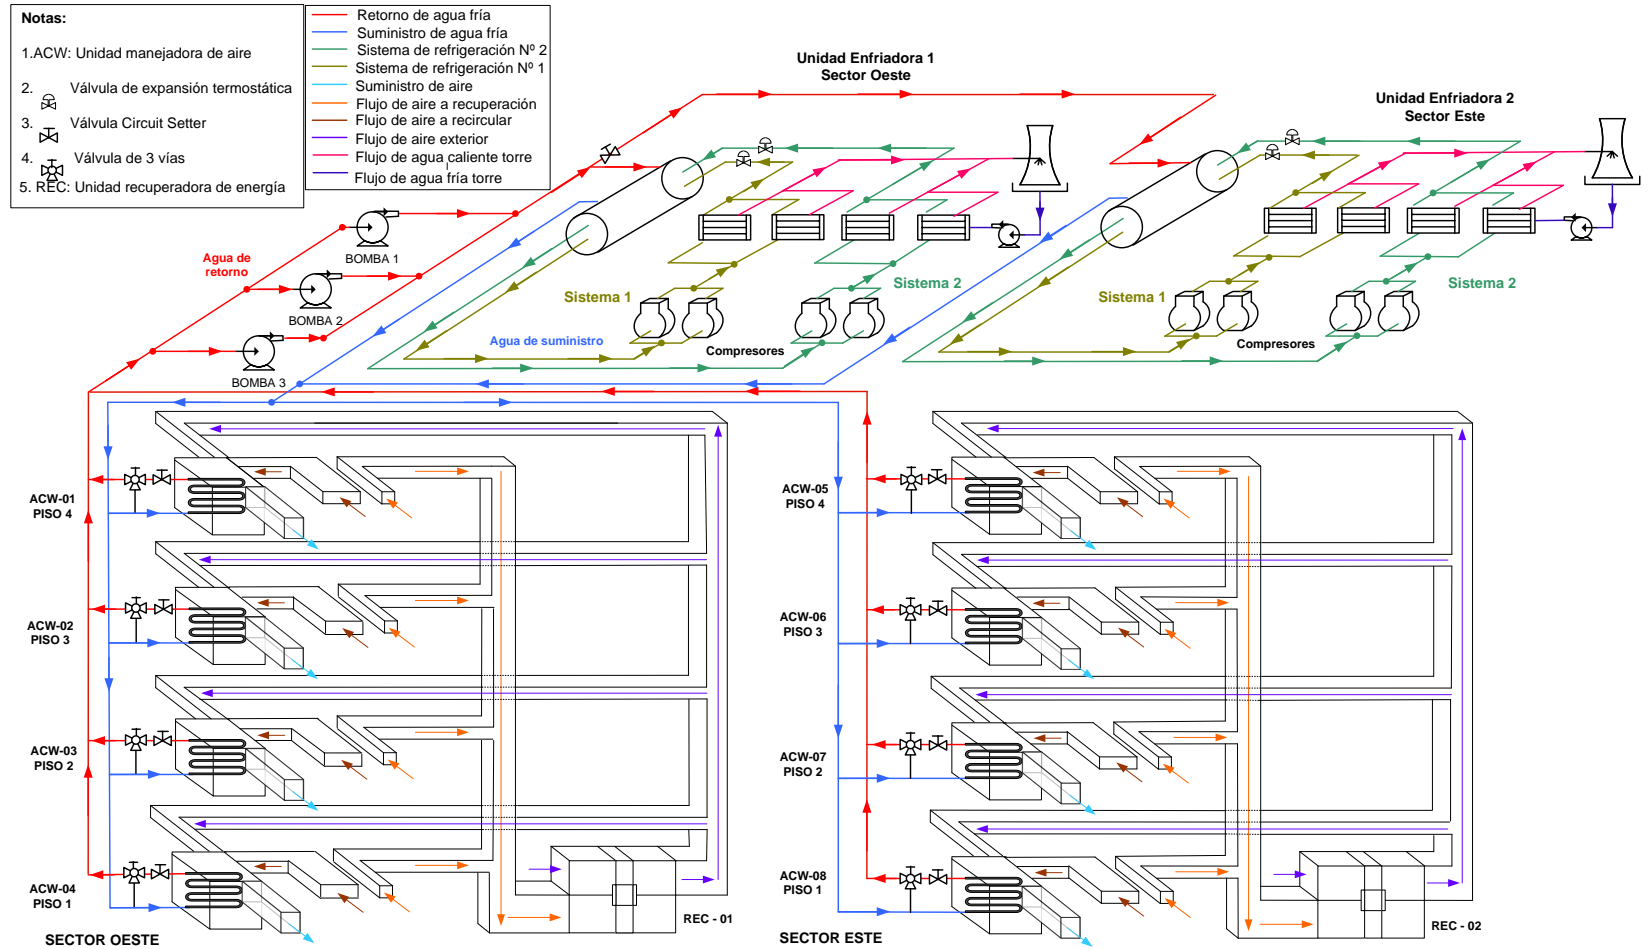 Notas:
1.ACW: Unidad manejadora de aire
2. Válvula de expansión termostática
3. Válvula Circuit Setter
4. Válvula de 3 vías
5. REC: Unidad recuperadora de energía
Retorno de agua fría
Suministro de agua fría
Sistema de refrigeración Nº 2
Sistema de refrigeración Nº 1
Suministro de aire
Flujo de aire a recuperación
Flujo de aire a recircular
Flujo de aire exterior
Flujo de agua caliente torre
Flujo de agua fría torre
Unidad Enfriadora 1
Sector Oeste
Unidad Enfriadora 2
Sector Este
Agua de
retorno
BOMBA 1
BOMBA 2
BOMBA 3
Sistema 1
Sistema 2
Agua de suministro
Compresores
Sistema 1
Sistema 2
Compresores
ACW-01
PISO 4
ACW-02
PISO 3
ACW-03
PISO 2
ACW-04
PISO 1
REC - 01
SECTOR OESTE
ACW-05
PISO 4
ACW-06
PISO 3
ACW-07
PISO 2
ACW-08
PISO 1
REC - 02
SECTOR ESTE